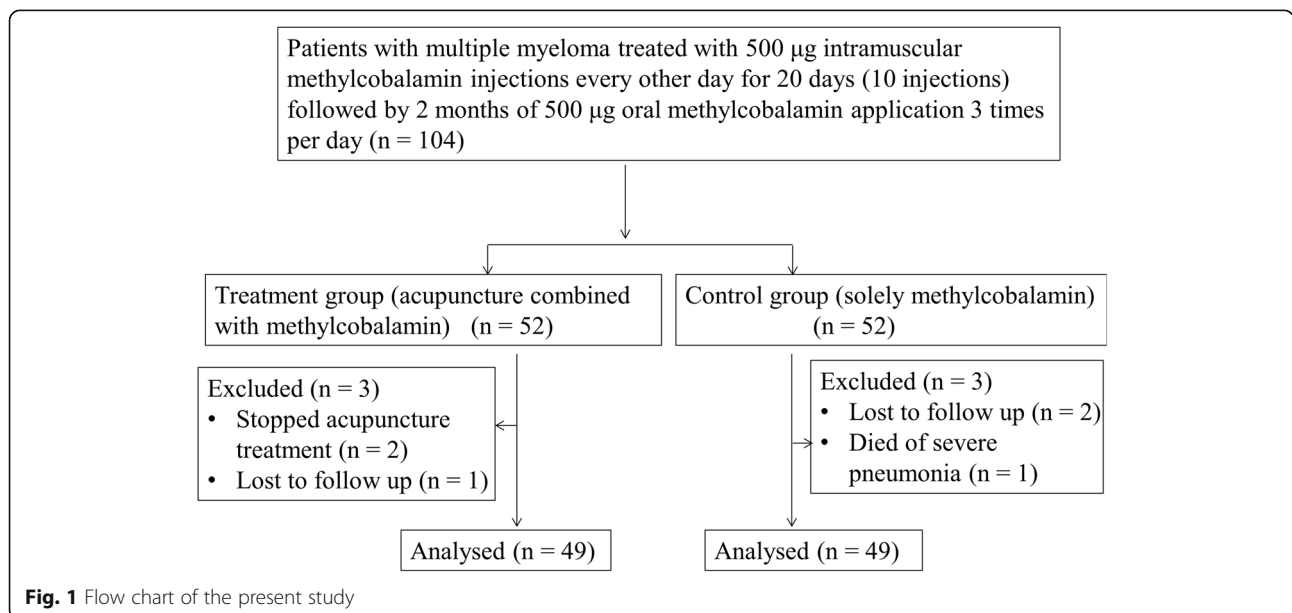 Patients with multiple myeloma treated with 500 μg intramuscular
methylcobalamin injections every other day for 20 days (10 injections)
followed by 2 months of 500 μg oral methylcobalamin application 3 times
per day (n = 104)
Treatment group (acupuncture combined
with methylcobalamin) (n = 52)
Control group (solely methylcobalamin)
(n = 52)
Excluded (n = 3)
• Stopped acupuncture
treatment (n = 2)
• Lost to follow up (n = 1)
Excluded (n = 3)
• Lost to follow up (n = 2)
• Died of severe
pneumonia (n = 1)
Analysed (n = 49)
Analysed (n = 49)
Fig. 1 Flow chart of the present study